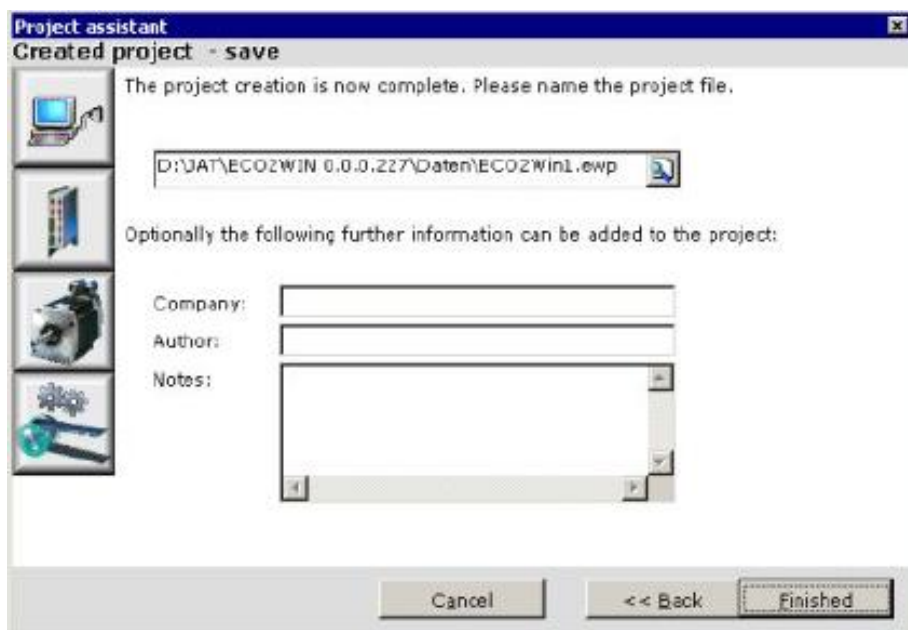 Project assistant
Created project - save
The project creation is now complete. Please name the project file.
D:\JAT\ECO2WIN 0.0.0.227\Daten\ECO2Win1.ewp
Optionally the following further information can be added to the project:
Company:
Author:
Notes:
Cancel
<< Back
Finished